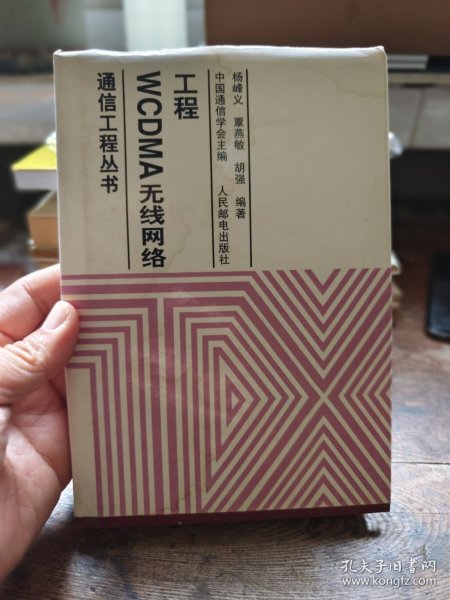 通信工程丛书
WCDMA无线网络
工程
中国通信学会主编 人民邮电出版社
杨峰义 覃燕敏 胡强 编著
孔夫子旧书网
www.kongfz.com